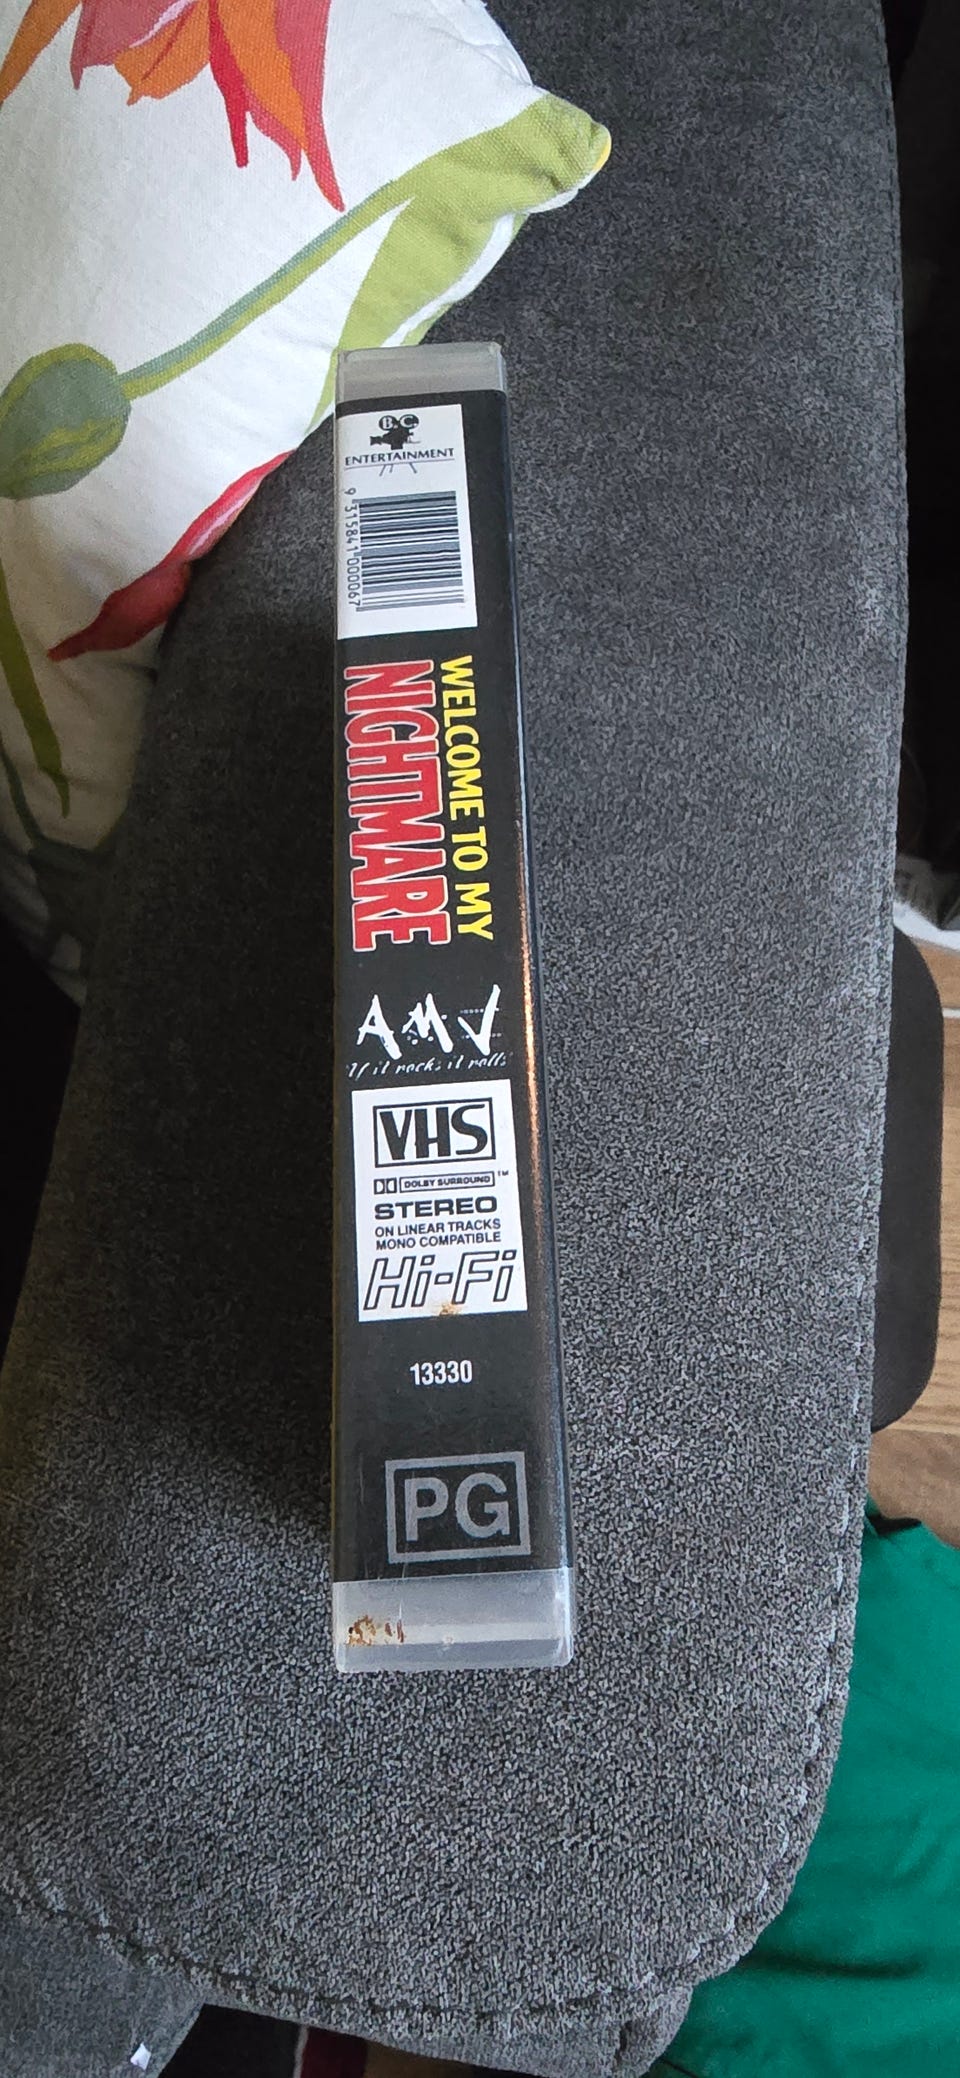 B.C.
ENTERTAINMENT
9 315841 000067
WELCOME TO MY
NIGHTMARE
AMV
"If it rocks it rolls"
VHS
DOLBY SURROUND™
STEREO
ON LINEAR TRACKS
MONO COMPATIBLE
Hi-Fi
13330
PG